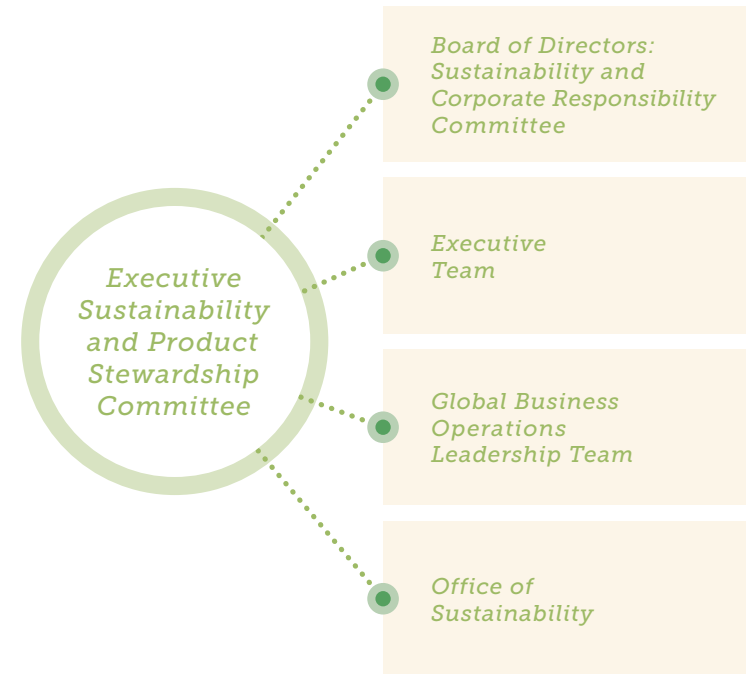 Executive
Sustainability
and Product
Stewardship
Committee
Board of Directors:
Sustainability and
Corporate Responsibility
Committee
Executive
Team
Global Business
Operations
Leadership Team
Office of
Sustainability